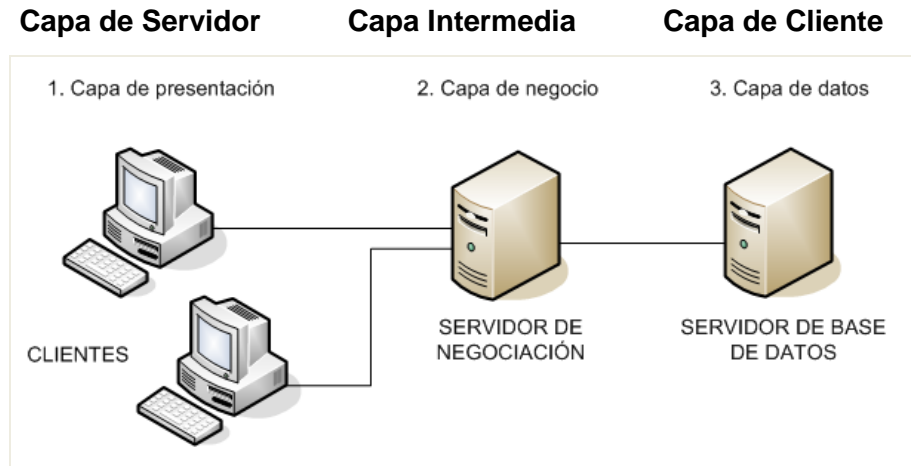 Capa de Servidor Capa Intermedia Capa de Cliente
1. Capa de presentación 2. Capa de negocio 3. Capa de datos
CLIENTES
SERVIDOR DE
NEGOCIACIÓN
SERVIDOR DE BASE
DE DATOS